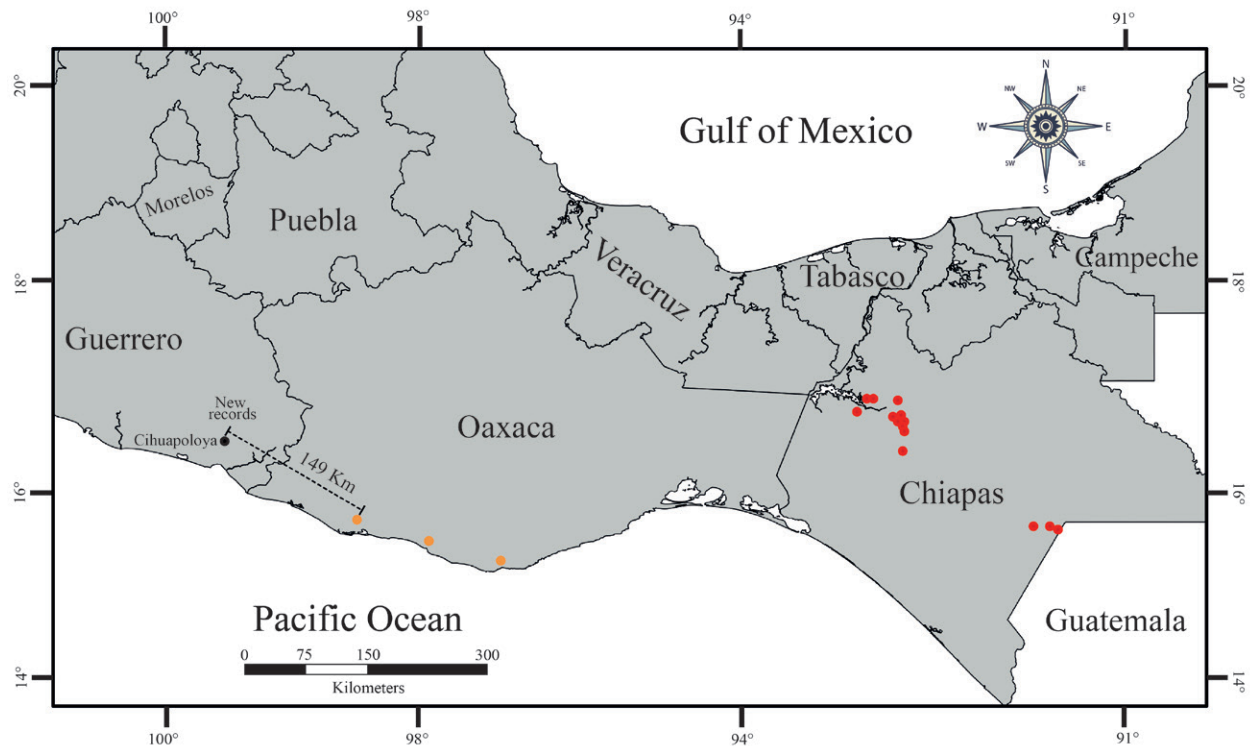 100°
98°
94°
91°
20°
20°
N
NW
NE
W
E
SW
SE
S
Gulf of Mexico
Morelos
Puebla
Veracruz
Tabasco
Campeche
18°
18°
Guerrero
New
records
Cihuapoloya
149 Km
Oaxaca
Chiapas
16°
16°
Pacific Ocean
Guatemala
0
75
150
300
Kilometers
14°
14°
100°
98°
94°
91°